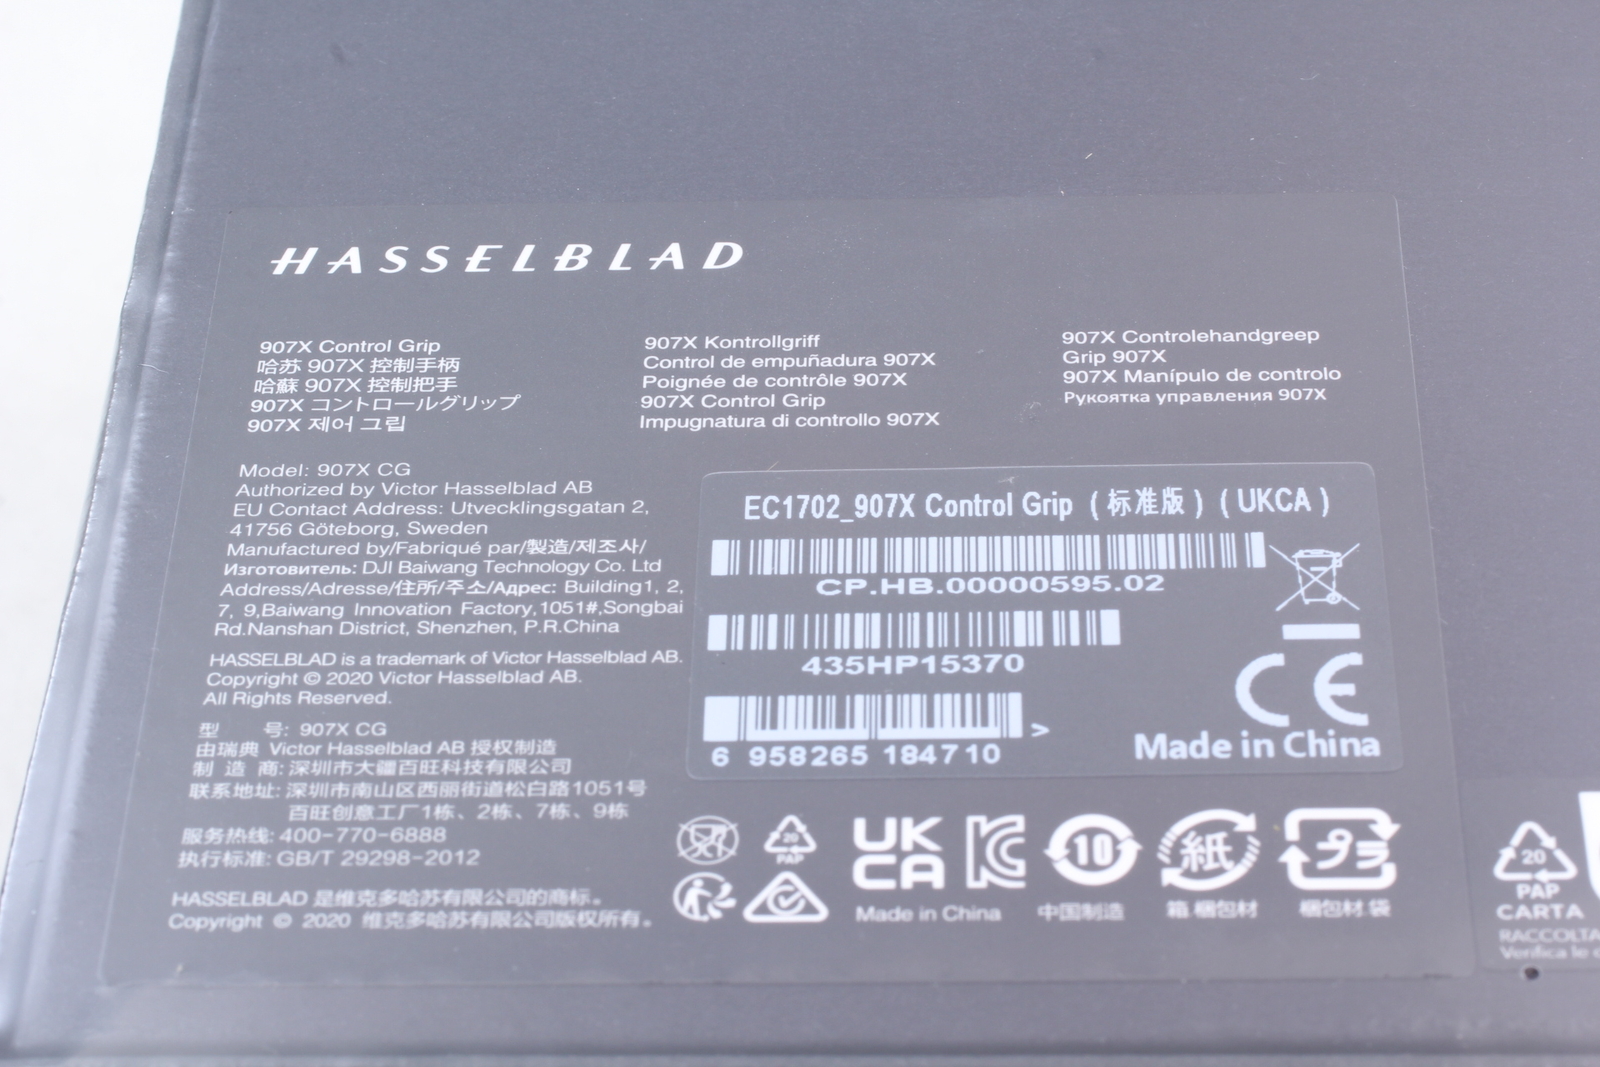 HASSELBLAD
907X Control Grip
哈苏 907X 控制手柄
哈蘇 907X 控制把手
907X コントロールグリップ
907X 제어 그립
907X Kontrollgriff
Control de empuñadura 907X
Poignée de contrôle 907X
907X Control Grip
Impugnatura di controllo 907X
907X Controlehandgreep
Grip 907X
907X Manípulo de controlo
Рукоятка управления 907X
Model: 907X CG
Authorized by Victor Hasselblad AB
EU Contact Address: Utvecklingsgatan 2,
41756 Göteborg, Sweden
Manufactured by/Fabriqué par/製造/제조사/
Изготовитель: DJI Baiwang Technology Co. Ltd
Address/Adresse/住所/주소/Адрес: Building1, 2,
7, 9,Baiwang Innovation Factory,1051#,Songbai
Rd.Nanshan District, Shenzhen, P.R.China
HASSELBLAD is a trademark of Victor Hasselblad AB.
Copyright © 2020 Victor Hasselblad AB.
All Rights Reserved.
型 号: 907X CG
由瑞典 Victor Hasselblad AB 授权制造
制 造 商: 深圳市大疆百旺科技有限公司
联系地址: 深圳市南山区西丽街道松白路1051号
百旺创意工厂1栋、2栋、7栋、9栋
服务热线: 400-770-6888
执行标准: GB/T 29298-2012
HASSELBLAD 是维克多哈苏有限公司的商标。
Copyright © 2020 维克多哈苏有限公司版权所有。
EC1702_907X Control Grip (标准版) (UKCA)
CP.HB.00000595.02
435HP15370
6 958265 184710 >
CE
Made in China
20
PAP
UK
CA
Made in China
10
中国制造
紙
箱.梱包材
プラ
梱包材.袋
20
PAP
CARTA
RACCOLTA
Verifica le